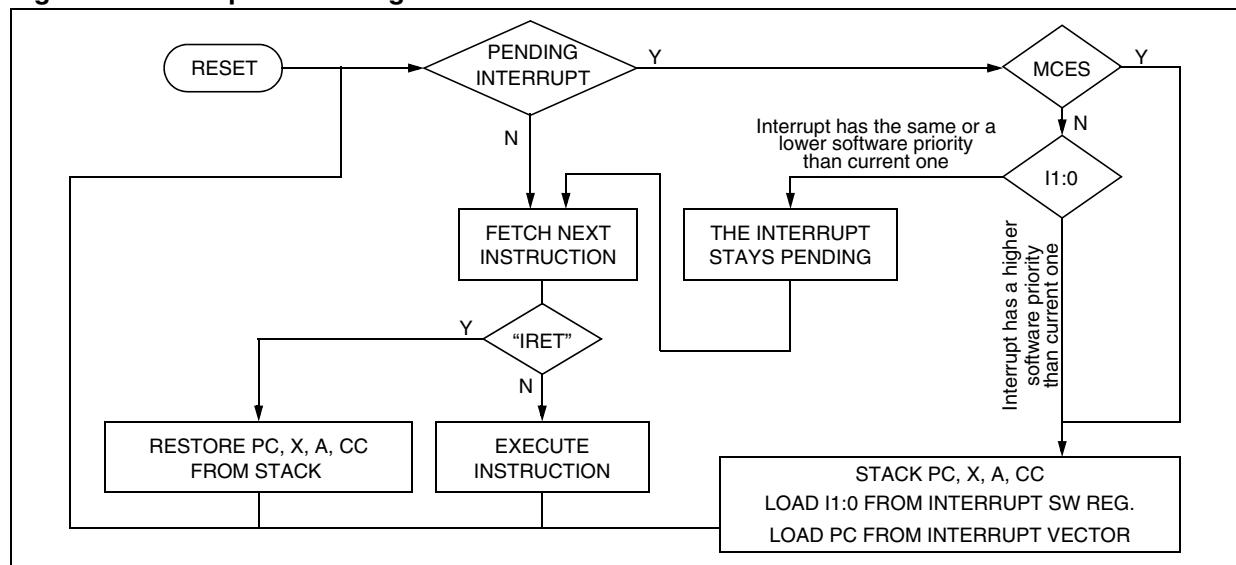 RESET
PENDING
INTERRUPT
Y
MCES
Y
N
N
Interrupt has the same or a
lower software priority
than current one
I1:0
FETCH NEXT
INSTRUCTION
THE INTERRUPT
STAYS PENDING
Interrupt has a higher
software priority
than current one
Y
“IRET”
N
RESTORE PC, X, A, CC
FROM STACK
EXECUTE
INSTRUCTION
STACK PC, X, A, CC
LOAD I1:0 FROM INTERRUPT SW REG.
LOAD PC FROM INTERRUPT VECTOR